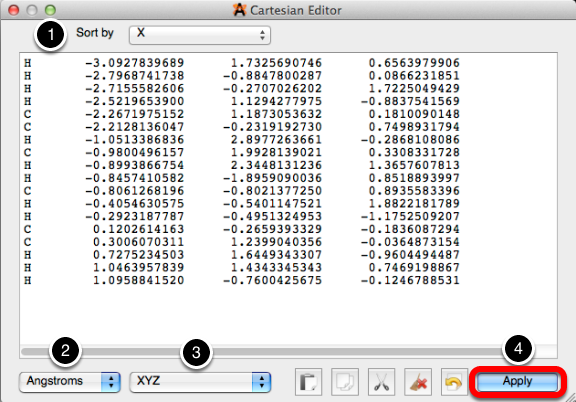 Cartesian Editor
1 Sort by X
H -3.0927839689 1.7325690746 0.6563979906
H -2.7968741738 -0.8847800287 0.0866231851
H -2.7155582606 -0.2707026202 1.7225049429
H -2.5219653900 1.1294277975 -0.8837541569
C -2.2671975152 1.1873053632 0.1810090148
C -2.2128136047 -0.2319192730 0.7498931794
H -1.0513386836 2.8977263661 -0.2868108086
C -0.9800496157 1.9928139021 0.3308331728
H -0.8993866754 2.3448131236 1.3657607813
H -0.8457410582 -1.8959090036 0.8518893997
C -0.8061268196 -0.8021377250 0.8935583396
H -0.4054630575 -0.5401147521 1.8822181789
H -0.2923187787 -0.4951324953 -1.1752509207
C 0.1202614163 -0.2659393329 -0.1836087294
C 0.3006070311 1.2399040356 -0.0364873154
H 0.7275234503 1.6449343307 -0.9604494487
H 1.0463957839 1.4343345343 0.7469198867
H 1.0958841520 -0.7600425675 -0.1246788531
2 3 4
Angstroms XYZ Apply